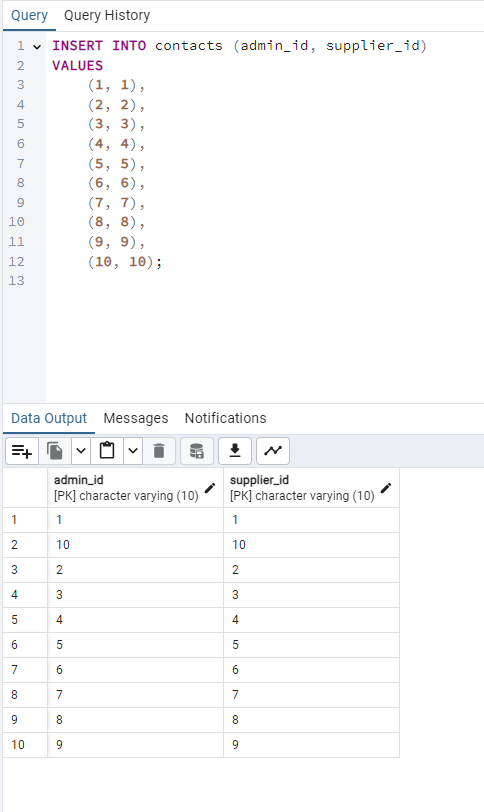 Query Query History
1 INSERT INTO contacts (admin_id, supplier_id)
2 VALUES
3 (1, 1),
4 (2, 2),
5 (3, 3),
6 (4, 4),
7 (5, 5),
8 (6, 6),
9 (7, 7),
10 (8, 8),
11 (9, 9),
12 (10, 10);
13
Data Output Messages Notifications
admin_id supplier_id
[PK] character varying (10) [PK] character varying (10)
1 1 1
2 10 10
3 2 2
4 3 3
5 4 4
6 5 5
7 6 6
8 7 7
9 8 8
10 9 9